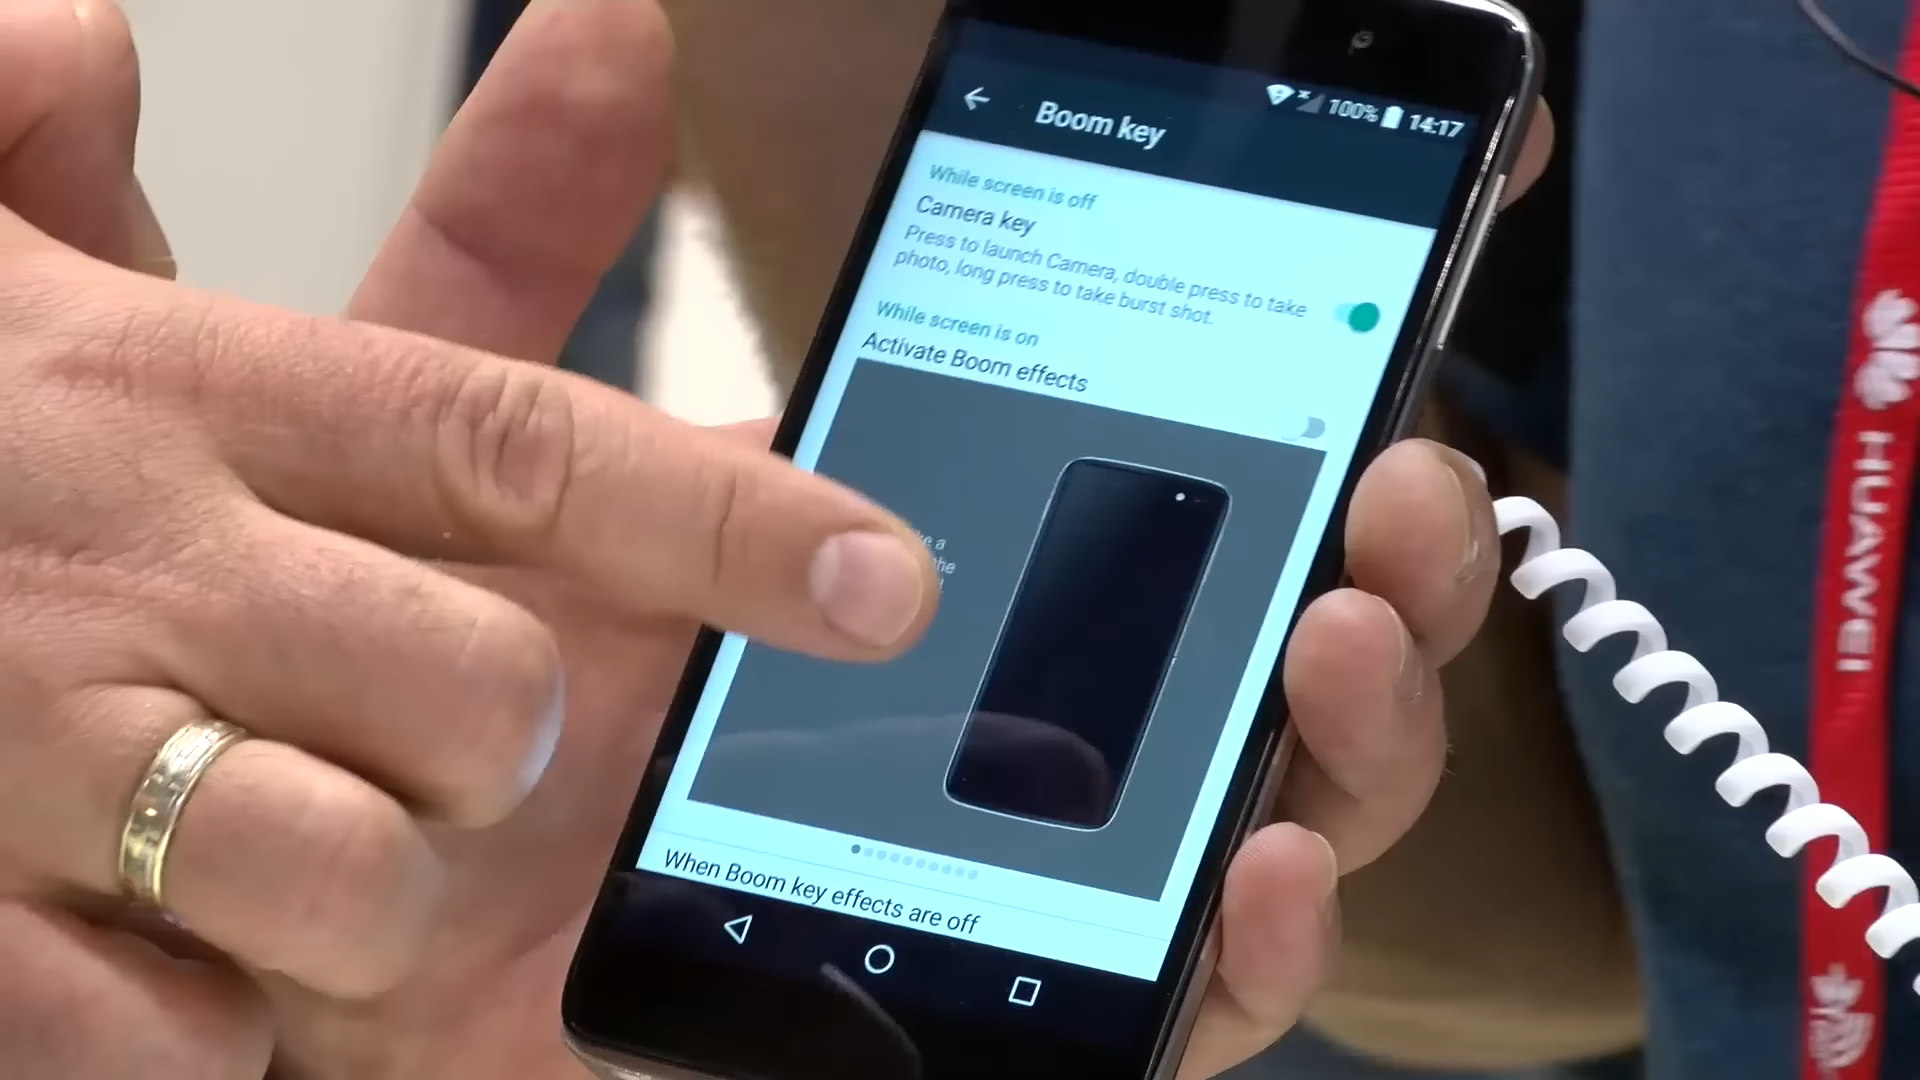 100% 14:17
Boom key
While screen is off
Camera key
Press to launch Camera, double press to take
photo, long press to take burst shot.
While screen is on
Activate Boom effects
a
the
When Boom key effects are off
HUAWEI